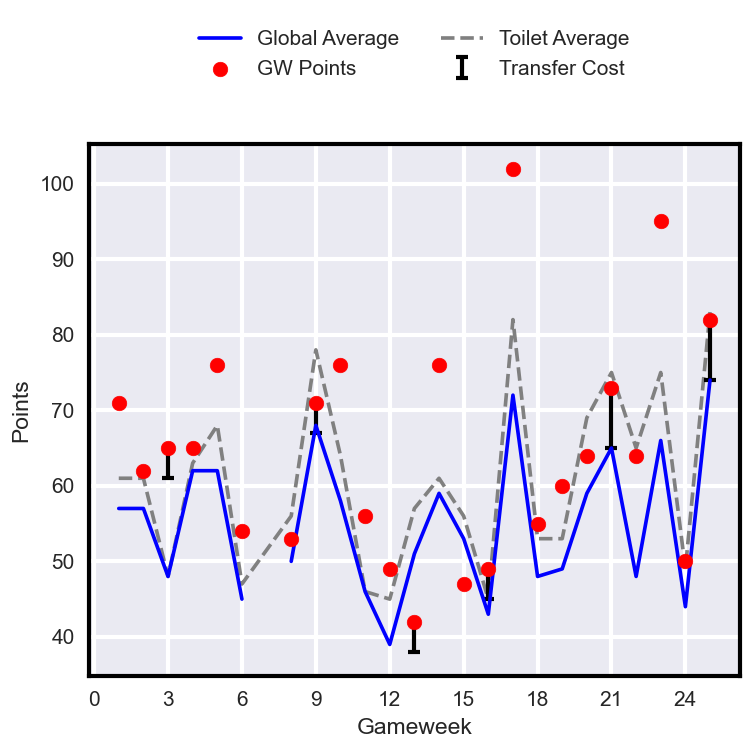 Global Average
Toilet Average
GW Points
Transfer Cost
100
90
80
70
60
50
40
Points
0 3 6 9 12 15 18 21 24
Gameweek